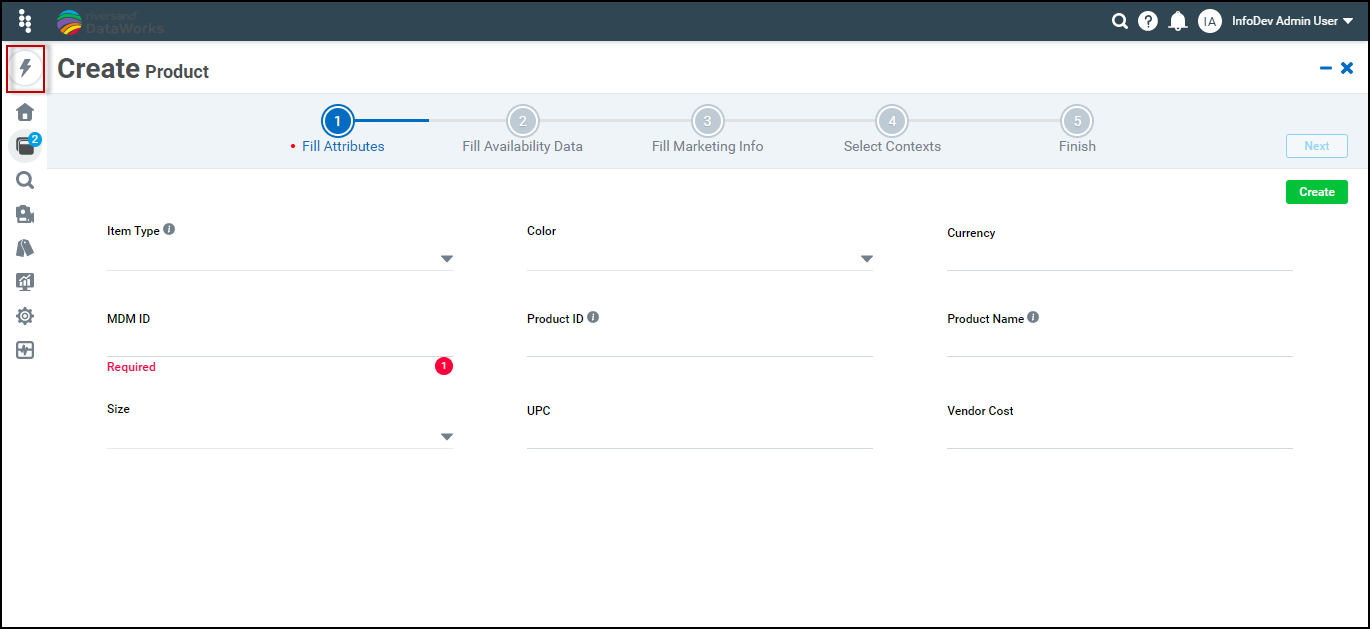 riversand
DataWorks
IA
InfoDev Admin User
Create Product
2
1
2
3
4
5
Fill Attributes
Fill Availability Data
Fill Marketing Info
Select Contexts
Finish
Next
Create
Item Type
Color
Currency
MDM ID
Product ID
Product Name
Required
1
Size
UPC
Vendor Cost